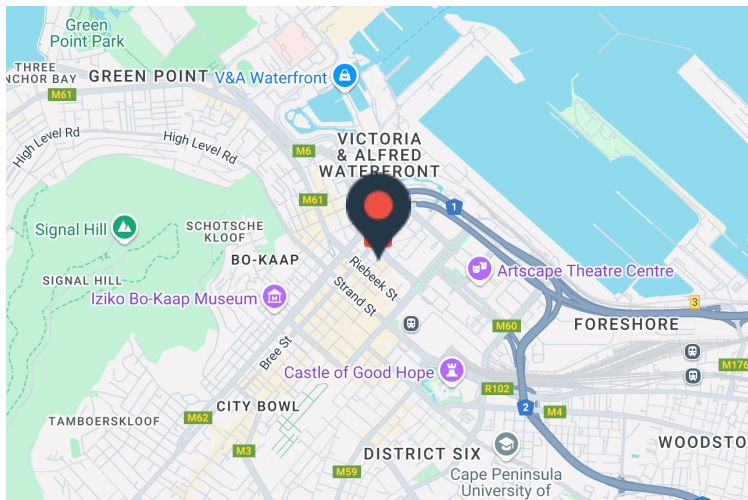 Green
Point Park
THREE
NCHOR BAY
GREEN POINT
V&A Waterfront
M61
High Level Rd
High Level Rd
M6
VICTORIA
& ALFRED
WATERFRONT
M61
1
Signal Hill
SCHOTSCHE
KLOOF
BO-KAAP
Riebeek St
Artscape Theatre Centre
SIGNAL HILL
Iziko Bo-Kaap Museum
Strand St
3
M60
FORESHORE
Bree St
Castle of Good Hope
M176
R102
CITY BOWL
2
M4
M62
TAMBOERSKLOOF
M3
DISTRICT SIX
WOODSTO
M59
Cape Peninsula
University of